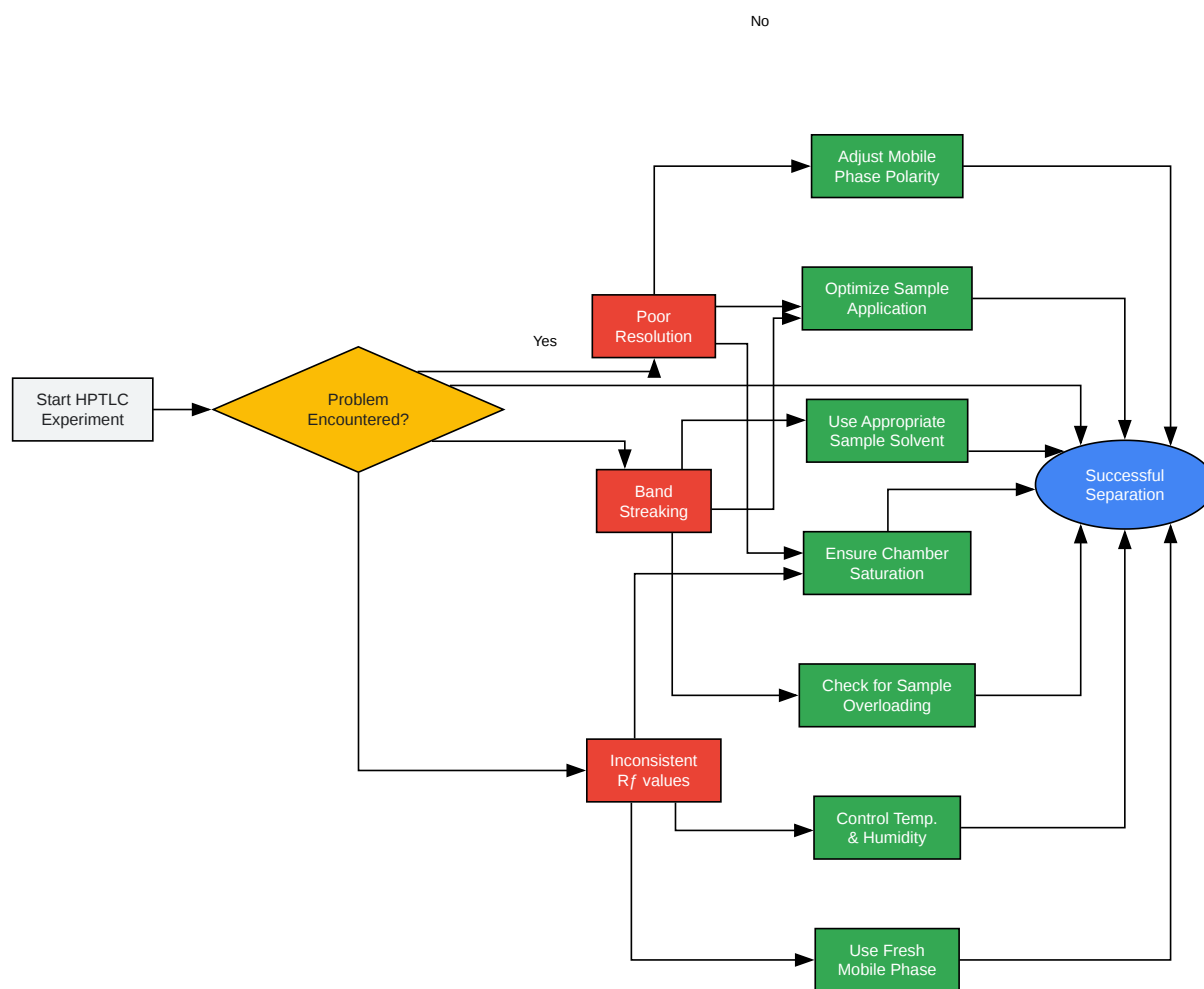 No
Adjust Mobile
Phase Polarity
Optimize Sample
Application
Poor
Resolution
Yes
Start HPTLC
Experiment
Problem
Encountered?
Use Appropriate
Sample Solvent
Successful
Separation
Band
Streaking
Ensure Chamber
Saturation
Check for Sample
Overloading
Inconsistent
Rƒ values
Control Temp.
& Humidity
Use Fresh
Mobile Phase